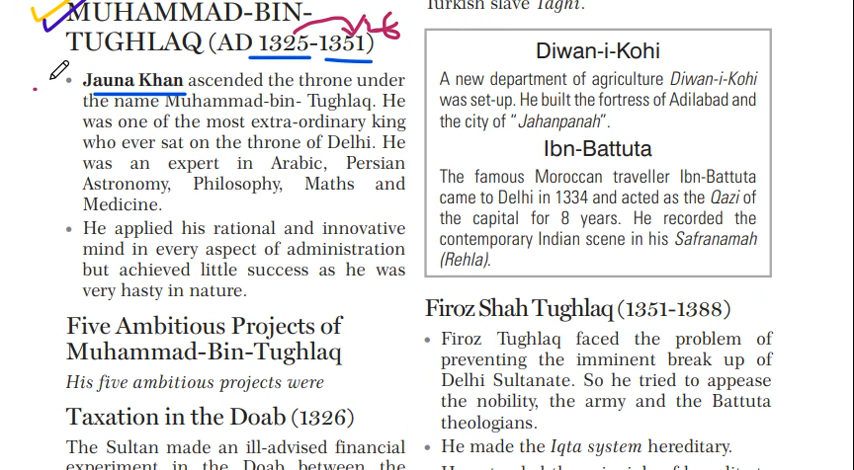 MUHAMMAD-BIN-
TUGHLAQ (AD 1325-1351)
• Jauna Khan ascended the throne under
the name Muhammad-bin- Tughlaq. He
was one of the most extra-ordinary king
who ever sat on the throne of Delhi. He
was an expert in Arabic, Persian
Astronomy, Philosophy, Maths and
Medicine.
• He applied his rational and innovative
mind in every aspect of administration
but achieved little success as he was
very hasty in nature.
Five Ambitious Projects of
Muhammad-Bin-Tughlaq
His five ambitious projects were
Taxation in the Doab (1326)
The Sultan made an ill-advised financial
experiment in the Doab between the
Turkish slave Taghi.
Diwan-i-Kohi
A new department of agriculture Diwan-i-Kohi
was set-up. He built the fortress of Adilabad and
the city of “Jahanpanah”.
Ibn-Battuta
The famous Moroccan traveller Ibn-Battuta
came to Delhi in 1334 and acted as the Qazi of
the capital for 8 years. He recorded the
contemporary Indian scene in his Safranamah
(Rehla).
Firoz Shah Tughlaq (1351-1388)
• Firoz Tughlaq faced the problem of
preventing the imminent break up of
Delhi Sultanate. So he tried to appease
the nobility, the army and the Battuta
theologians.
• He made the Iqta system hereditary.